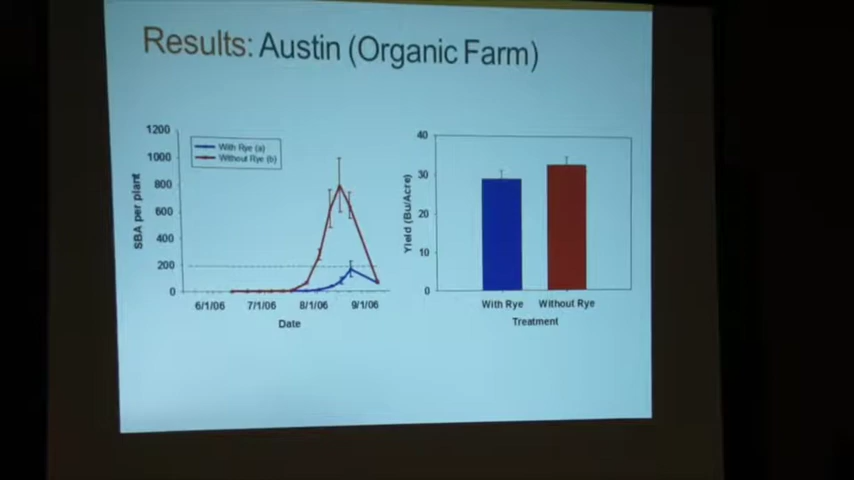 Results: Austin (Organic Farm)
1200
1000
800
600
400
200
0
SBA per plant
With Rye (a)
Without Rye (b)
6/1/06
7/1/06
8/1/06
9/1/06
Date
40
30
20
10
0
Yield (Bu/Acre)
With Rye
Without Rye
Treatment